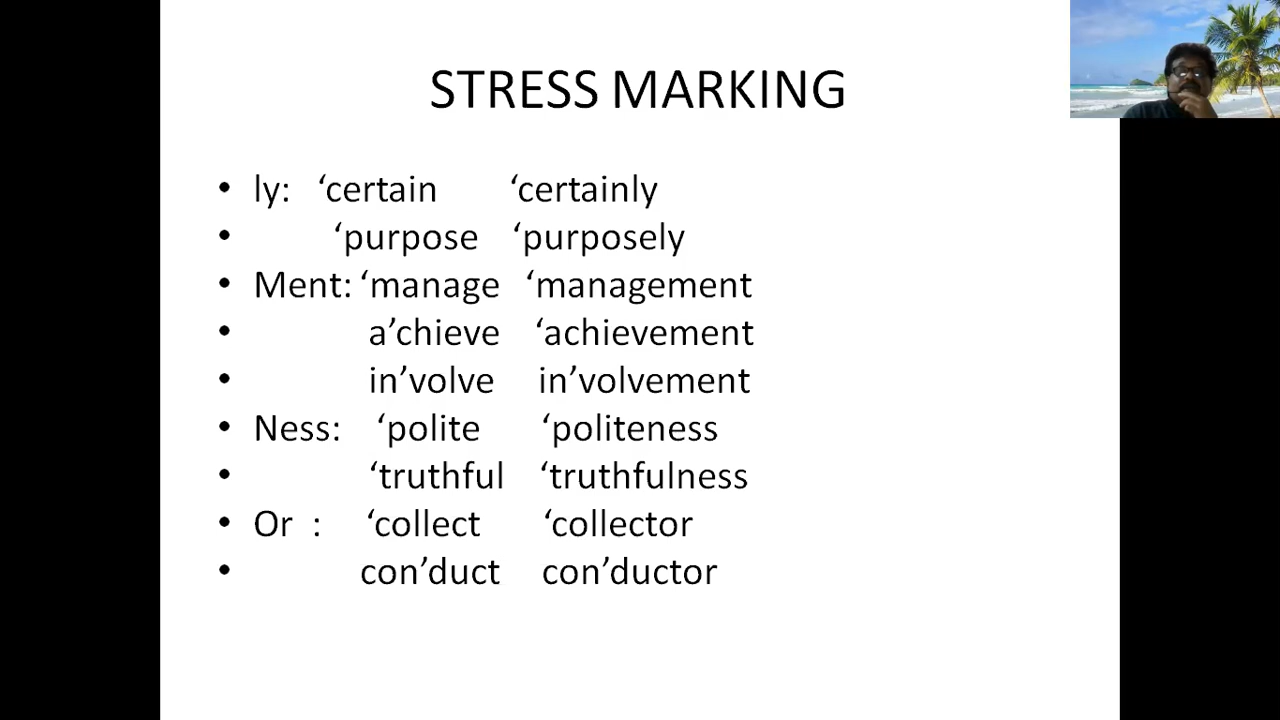 STRESS MARKING
• ly: ‘certain ‘certainly
• ‘purpose ‘purposely
• Ment: ‘manage ‘management
• a’chieve ‘achievement
• in’volve in’volvement
• Ness: ‘polite ‘politeness
• ‘truthful ‘truthfulness
• Or : ‘collect ‘collector
• con’duct con’ductor